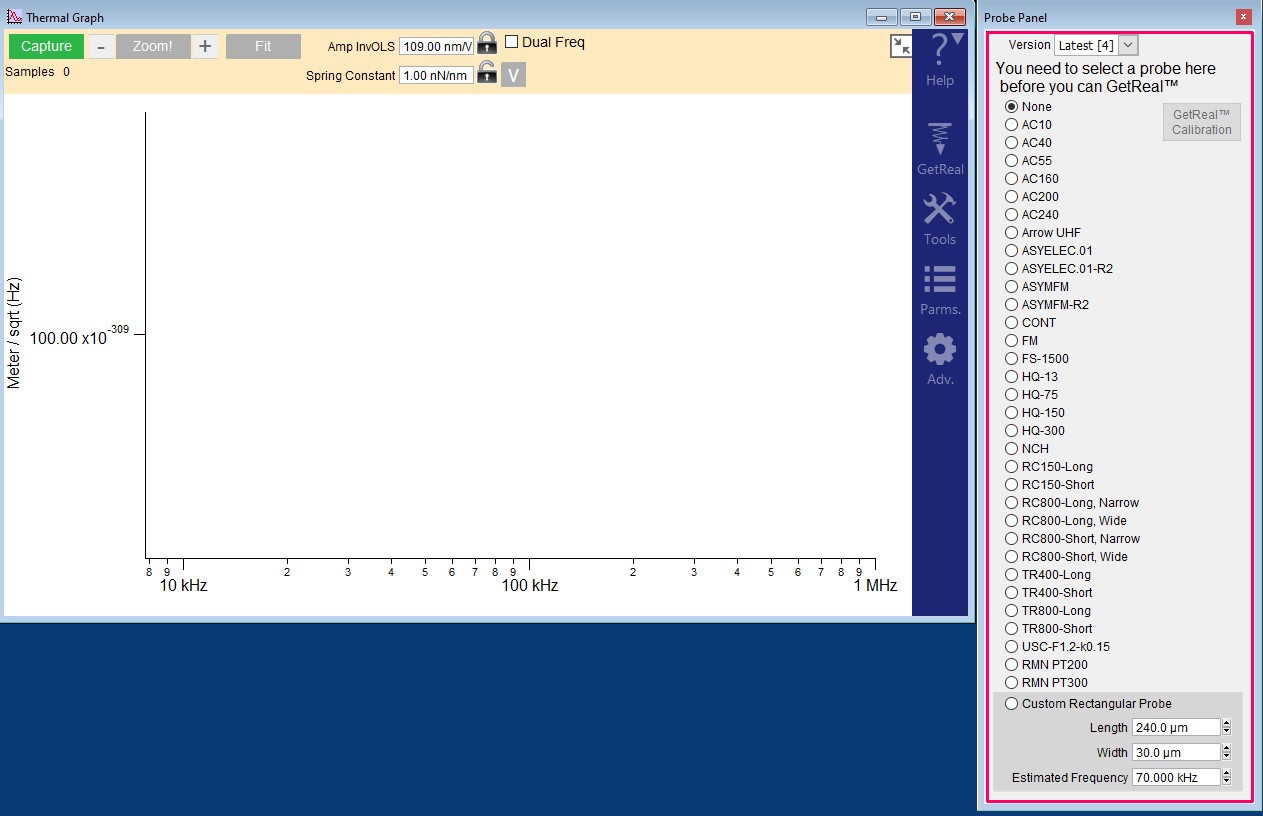 Thermal Graph
Capture - Zoom! + Fit
Samples 0
Amp InvOLS 109.00 nm/V Dual Freq
Spring Constant 1.00 nN/nm V
Meter / sqrt (Hz)
100.00 x10-309
8 9 2 3 4 5 6 7 8 9 2 3 4 5 6 7 8 9
10 kHz 100 kHz 1 MHz
? Help
GetReal
Tools
Parms.
Adv.
Probe Panel x
Version Latest [4]
You need to select a probe here
before you can GetReal™
GetReal™
Calibration
None
AC10
AC40
AC55
AC160
AC200
AC240
Arrow UHF
ASYELEC.01
ASYELEC.01-R2
ASYMFM
ASYMFM-R2
CONT
FM
FS-1500
HQ-13
HQ-75
HQ-150
HQ-300
NCH
RC150-Long
RC150-Short
RC800-Long, Narrow
RC800-Long, Wide
RC800-Short, Narrow
RC800-Short, Wide
TR400-Long
TR400-Short
TR800-Long
TR800-Short
USC-F1.2-k0.15
RMN PT200
RMN PT300
Custom Rectangular Probe
Length 240.0 µm
Width 30.0 µm
Estimated Frequency 70.000 kHz